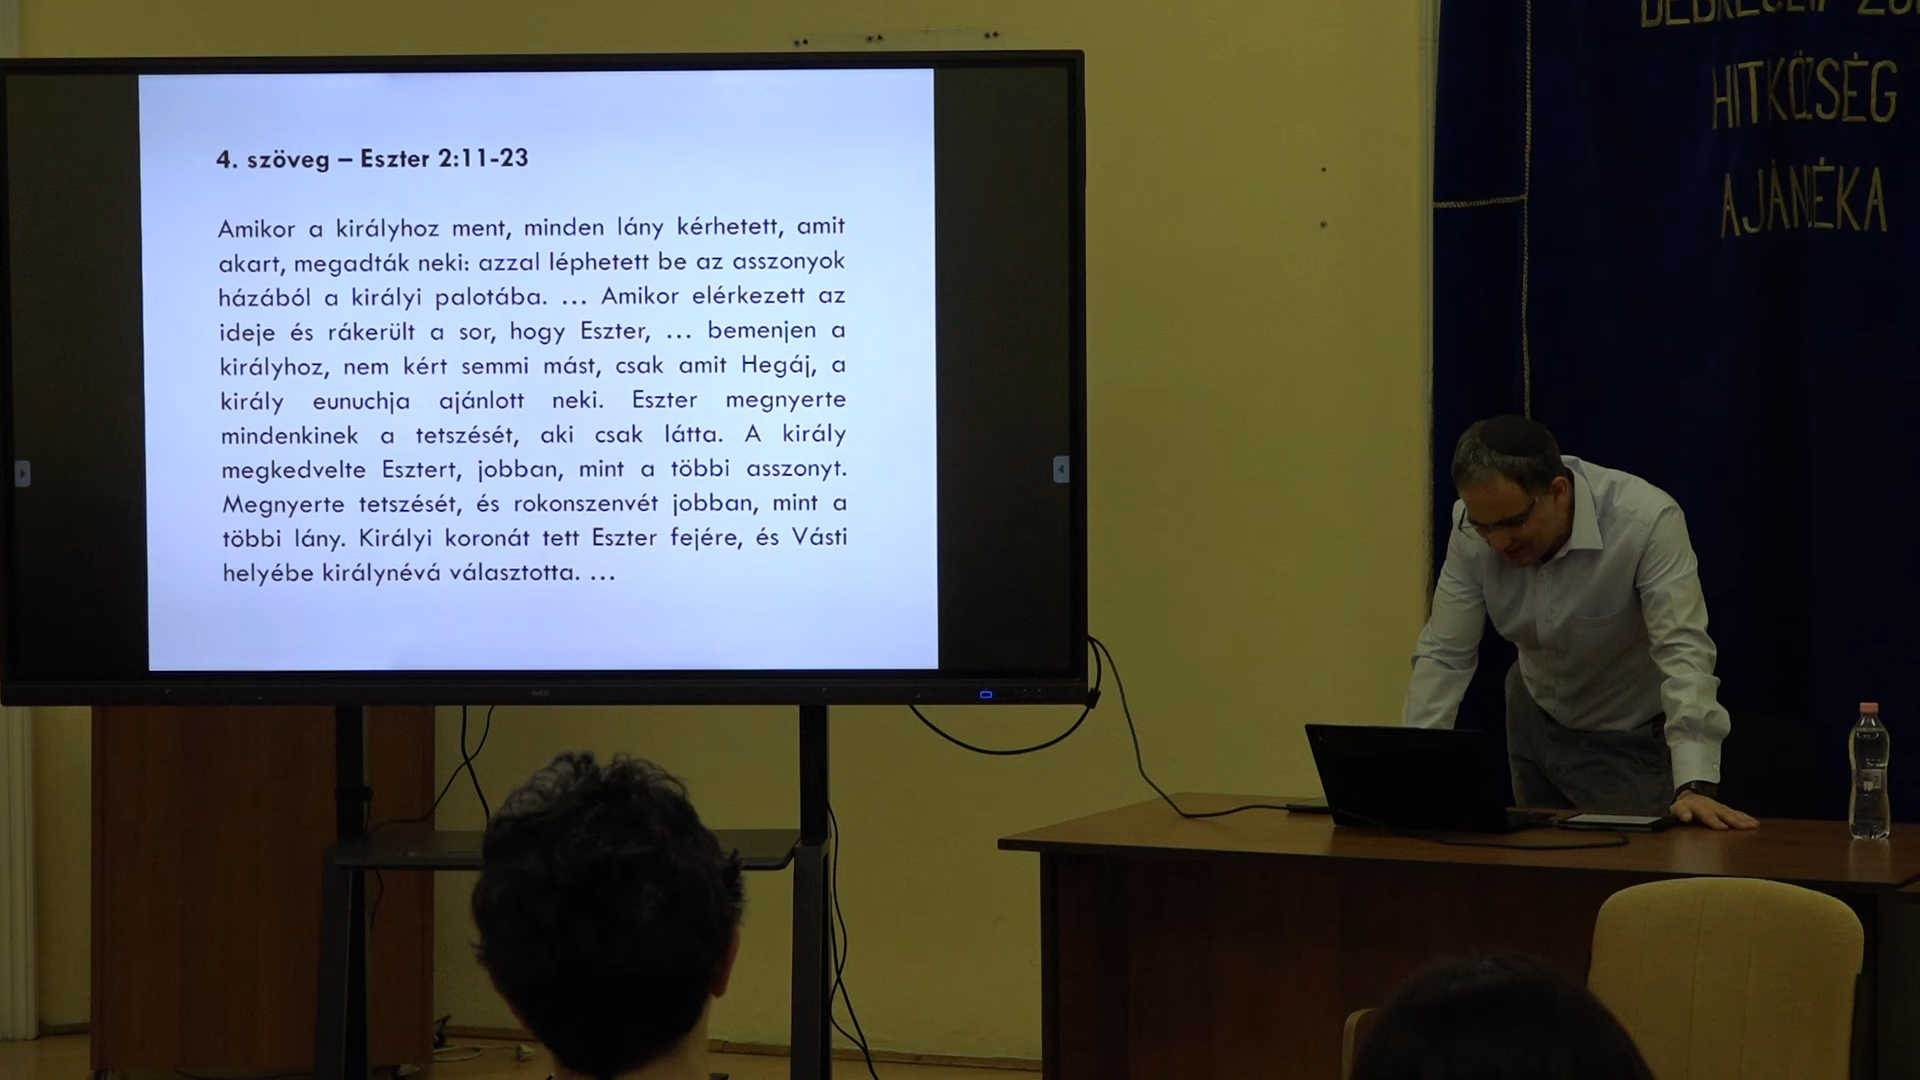 4. szöveg – Eszter 2:11-23
Amikor a királyhoz ment, minden lány kérhetett, amit
akart, megadták neki: azzal léphetett be az asszonyok
házából a királyi palotába. … Amikor elérkezett az
ideje és rákerült a sor, hogy Eszter, … bemenjen a
királyhoz, nem kért semmi mást, csak amit Hegáj, a
király eunuchja ajánlott neki. Eszter megnyerte
mindenkinek a tetszését, aki csak látta. A király
megkedvelte Esztert, jobban, mint a többi asszonyt.
Megnyerte tetszését, és rokonszenvét jobban, mint a
többi lány. Királyi koronát tett Eszter fejére, és Vásti
helyébe királynévá választotta. …
NEC
HITKÖZSÉG
AJÁNÉKA